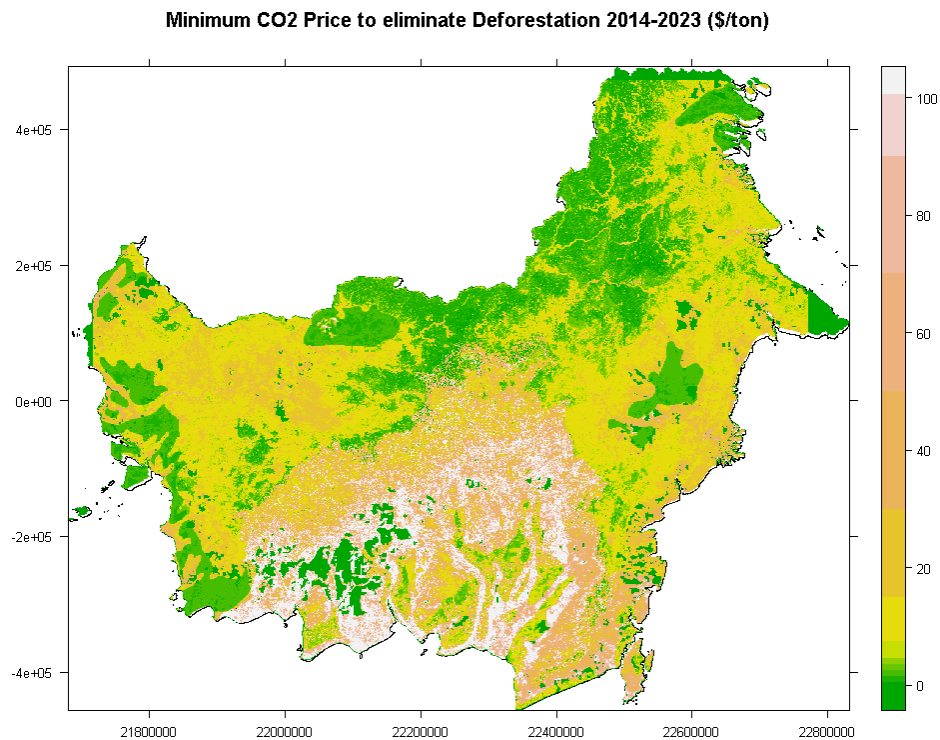 Minimum CO2 Price to eliminate Deforestation 2014-2023 ($/ton)
4e+05
2e+05
0e+00
-2e+05
-4e+05
21800000 22000000 22200000 22400000 22600000 22800000
100
80
60
40
20
0